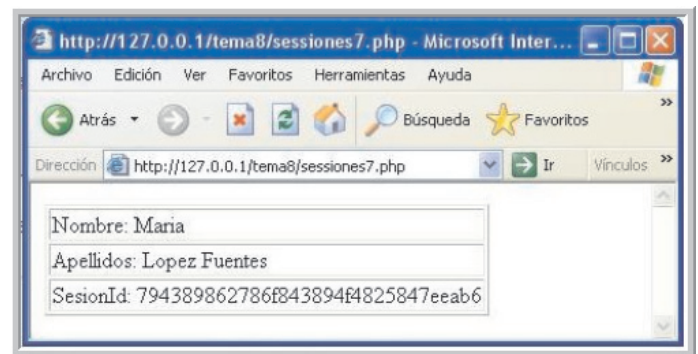 http://127.0.0.1/tema8/sessiones7.php - Microsoft Inter...
Archivo Edición Ver Favoritos Herramientas Ayuda
Atrás Búsqueda Favoritos »
Dirección http://127.0.0.1/tema8/sessiones7.php Ir Vínculos »
Nombre: Maria
Apellidos: Lopez Fuentes
SesionId: 794389862786f843894f4825847eeab6